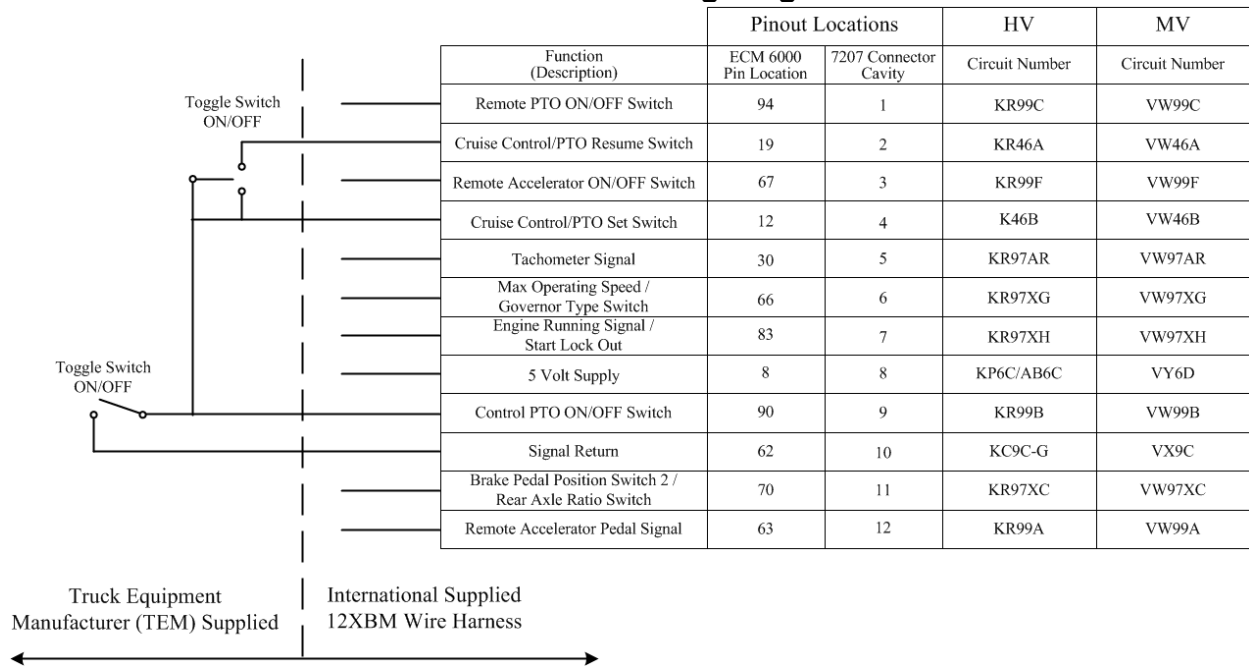 Pinout Locations HV MV
Function
(Description)
ECM 6000
Pin Location
7207 Connector
Cavity
Circuit Number Circuit Number
Toggle Switch
ON/OFF
Remote PTO ON/OFF Switch 94 1 KR99C VW99C
Cruise Control/PTO Resume Switch 19 2 KR46A VW46A
Remote Accelerator ON/OFF Switch 67 3 KR99F VW99F
Cruise Control/PTO Set Switch 12 4 K46B VW46B
Tachometer Signal 30 5 KR97AR VW97AR
Max Operating Speed /
Governor Type Switch 66 6 KR97XG VW97XG
Engine Running Signal /
Start Lock Out 83 7 KR97XH VW97XH
Toggle Switch
ON/OFF
5 Volt Supply 8 8 KP6C/AB6C VY6D
Control PTO ON/OFF Switch 90 9 KR99B VW99B
Signal Return 62 10 KC9C-G VX9C
Brake Pedal Position Switch 2 /
Rear Axle Ratio Switch 70 11 KR97XC VW97XC
Remote Accelerator Pedal Signal 63 12 KR99A VW99A
Truck Equipment
Manufacturer (TEM) Supplied
International Supplied
12XBM Wire Harness